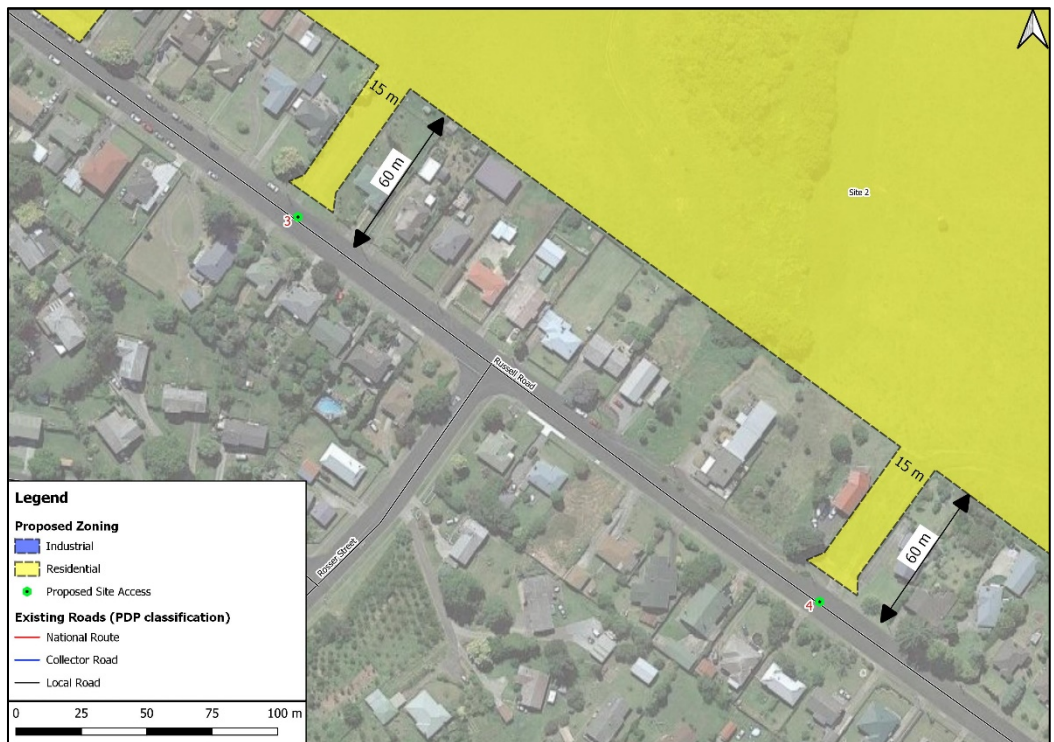 15 m
60 m
Site 2
3
Russell Road
15 m
60 m
Rosser Street
4
Legend
Proposed Zoning
Industrial
Residential
Proposed Site Access
Existing Roads (PDP classification)
National Route
Collector Road
Local Road
0 25 50 75 100 m